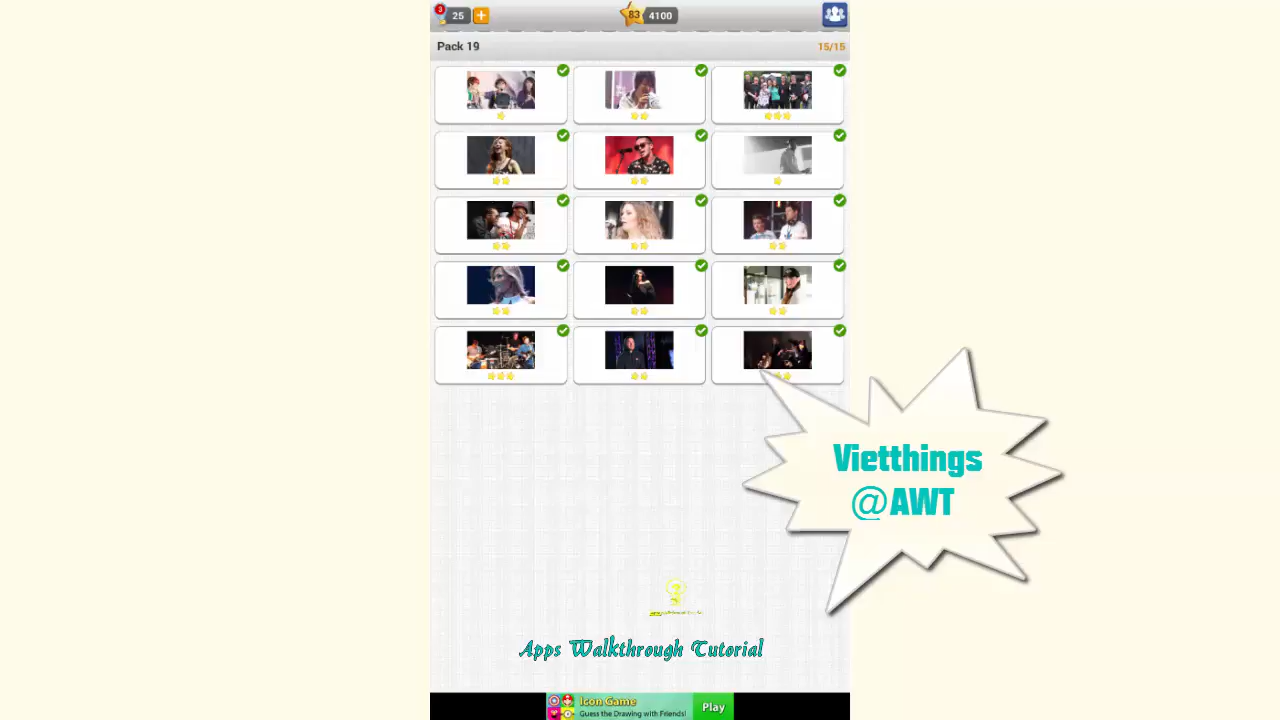 3
25
83
4100
Pack 19
15/15
Vietthings
@AWT
Apps Walkthrough Tutorial
Icon Game
Guess the Drawing with Friends!
Play